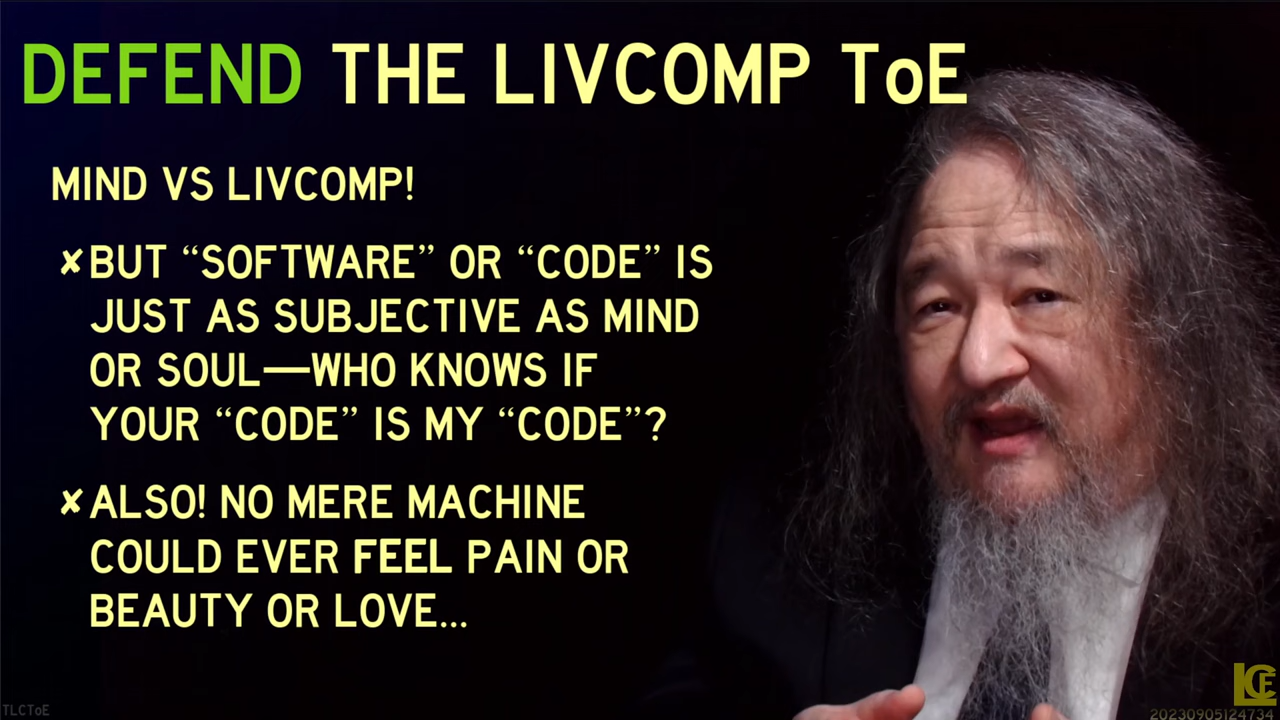 DEFEND THE LIVCOMP ToE
MIND VS LIVCOMP!
✘BUT “SOFTWARE” OR “CODE” IS
JUST AS SUBJECTIVE AS MIND
OR SOUL—WHO KNOWS IF
YOUR “CODE” IS MY “CODE”?
✘ALSO! NO MERE MACHINE
COULD EVER FEEL PAIN OR
BEAUTY OR LOVE...
TLCToE
20230905124734